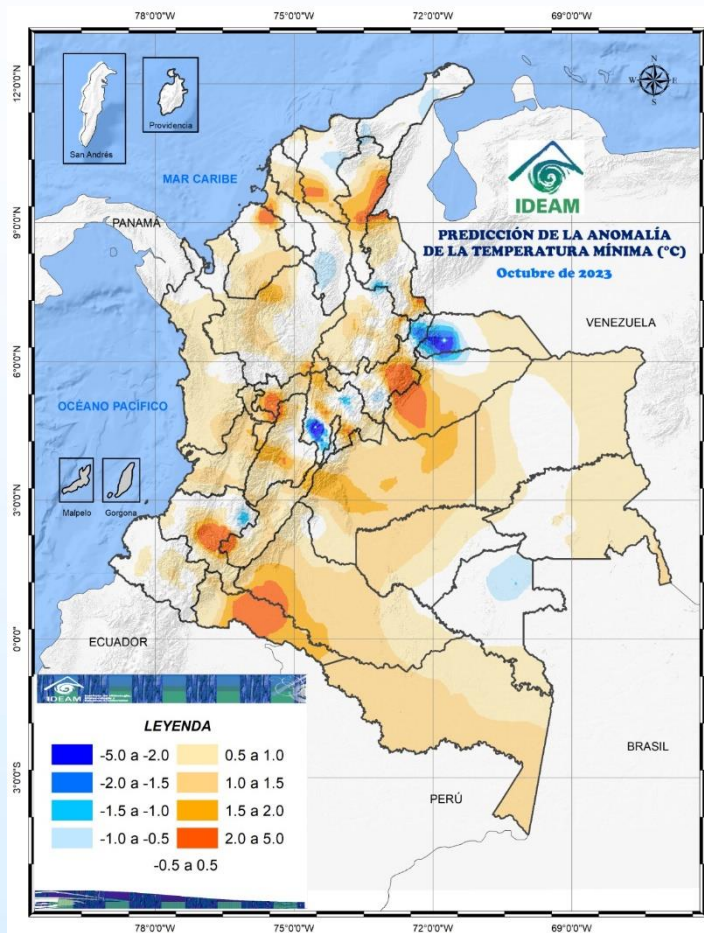 78°0'0"W 75°0'0"W 72°0'0"W 69°0'0"W
12°0'0"N
9°0'0"N
6°0'0"N
3°0'0"N
0°0'0"
3°0'0"S
N
W E
S
San Andrés
Providencia
MAR CARIBE
PANAMÁ
IDEAM
PREDICCIÓN DE LA ANOMALÍA
DE LA TEMPERATURA MÍNIMA (°C)
Octubre de 2023
VENEZUELA
OCÉANO PACÍFICO
Malpelo
Gorgona
ECUADOR
BRASIL
PERÚ
IDEAM
LEYENDA
-5.0 a -2.0 0.5 a 1.0
-2.0 a -1.5 1.0 a 1.5
-1.5 a -1.0 1.5 a 2.0
-1.0 a -0.5 2.0 a 5.0
-0.5 a 0.5
78°0'0"W 75°0'0"W 72°0'0"W 69°0'0"W